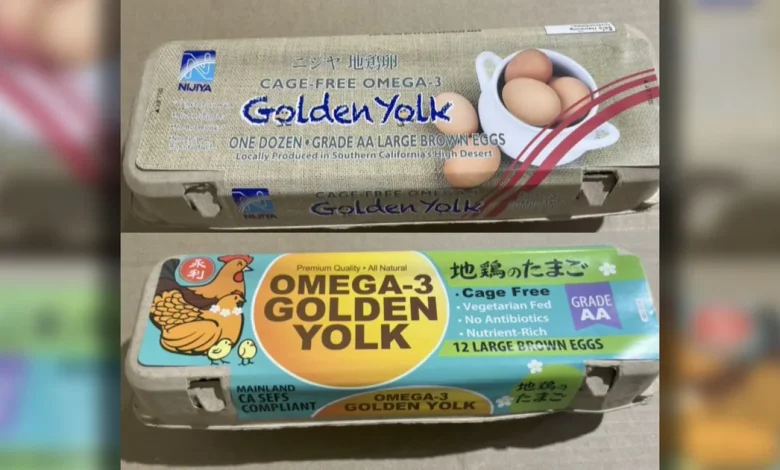 NIJIYA
ニジヤ 地鶏卵
CAGE-FREE OMEGA-3
Golden Yolk
ONE DOZEN • GRADE AA LARGE BROWN EGGS
Locally Produced in Southern California's High Desert
NIJIYA
CAGE-FREE OMEGA-3
Golden Yolk
永利
Premium Quality • All Natural
OMEGA-3
GOLDEN
YOLK
地鶏のたまご
• Cage Free
• Vegetarian Fed
• No Antibiotics
• Nutrient-Rich
GRADE
AA
12 LARGE BROWN EGGS
MAINLAND
CA SEFS
COMPLIANT
OMEGA-3
GOLDEN YOLK
地鶏の
たまご